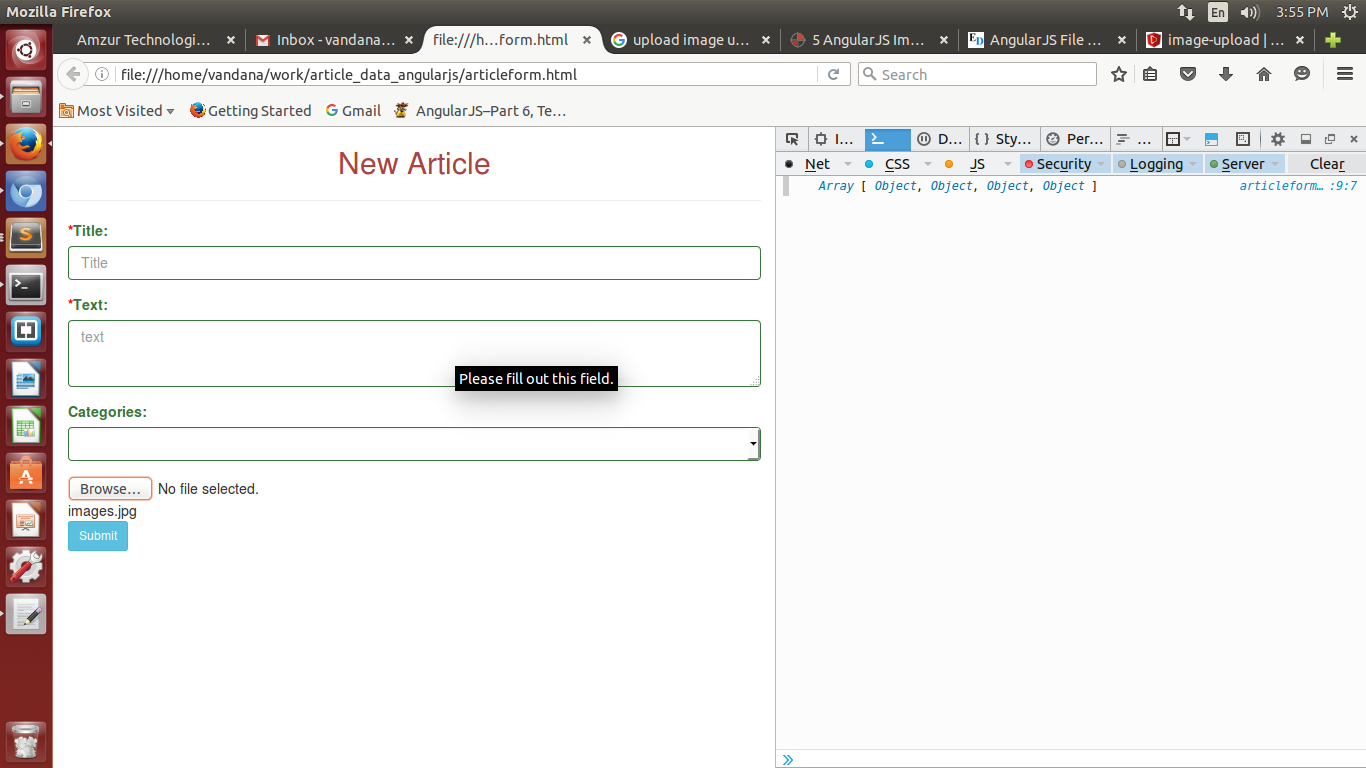 Mozilla Firefox En 3:55 PM
Amzur Technologi… Inbox - vandana… file:///h…form.html upload image u… 5 AngularJS Im… AngularJS File … image-upload | …
file:///home/vandana/work/article_data_angularjs/articleform.html Search
Most Visited Getting Started Gmail AngularJS–Part 6, Te…
I… D… { } Sty… Per… …
Net CSS JS Security Logging Server Clear
Array [ Object, Object, Object, Object ] articleform… :9:7
New Article
*Title:
Title
*Text:
text
Please fill out this field.
Categories:
Browse… No file selected.
images.jpg
Submit